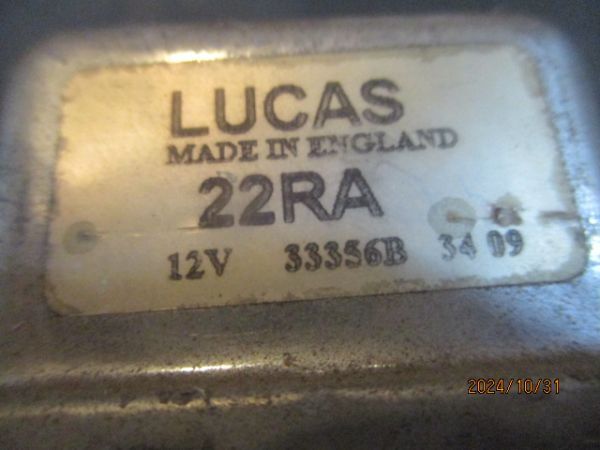 LUCAS
MADE IN ENGLAND
22RA
12V 33356B 34 09
2024/10/31